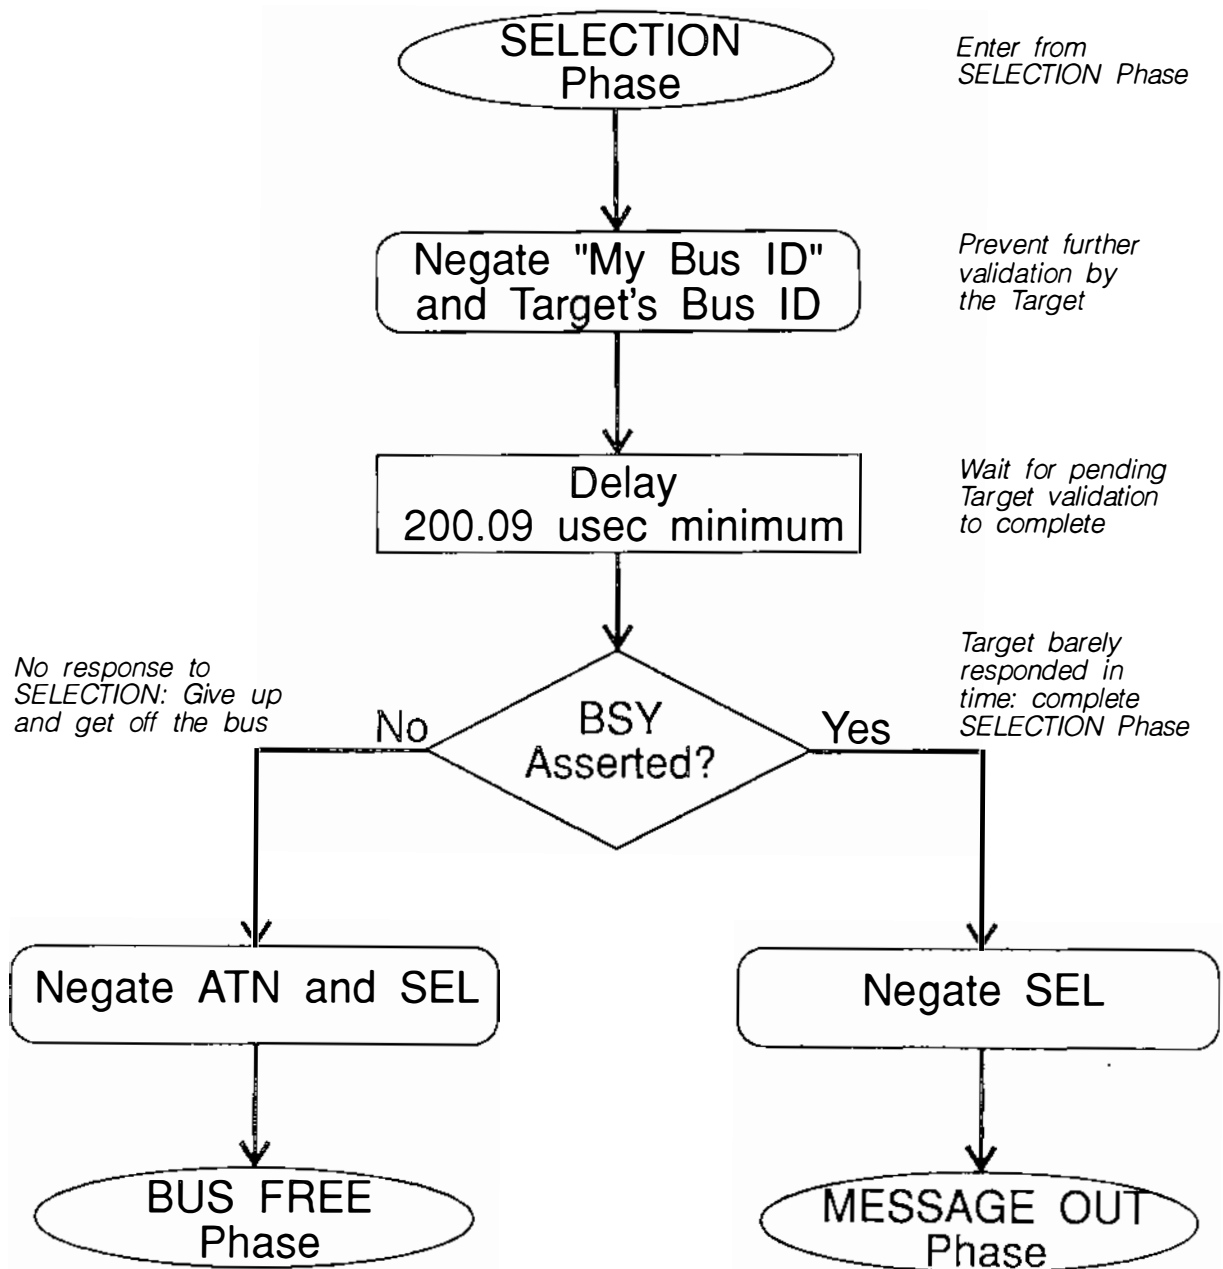 SELECTION
Phase
Enter from
SELECTION Phase
Negate "My Bus ID"
and Target's Bus ID
Prevent further
validation by
the Target
Delay
200.09 usec minimum
Wait for pending
Target validation
to complete
No response to
SELECTION: Give up
and get off the bus
No
BSY
Asserted?
Yes
Target barely
responded in
time: complete
SELECTION Phase
Negate ATN and SEL
Negate SEL
BUS FREE
Phase
MESSAGE OUT
Phase